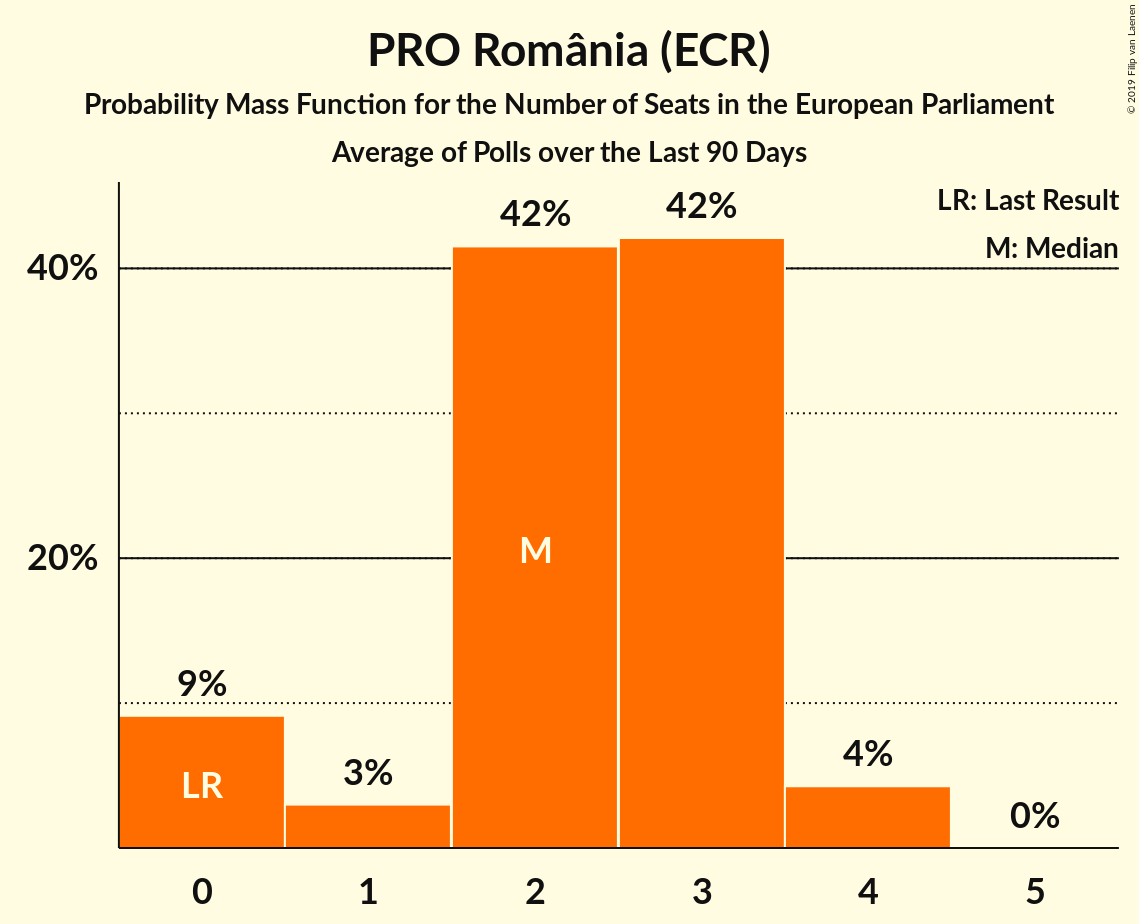 PRO România (ECR)
Probability Mass Function for the Number of Seats in the European Parliament
Average of Polls over the Last 90 Days
© 2019 Filip van Laenen
LR: Last Result
M: Median
40%
20%
9%
3%
42%
42%
4%
0%
LR
M
0 1 2 3 4 5